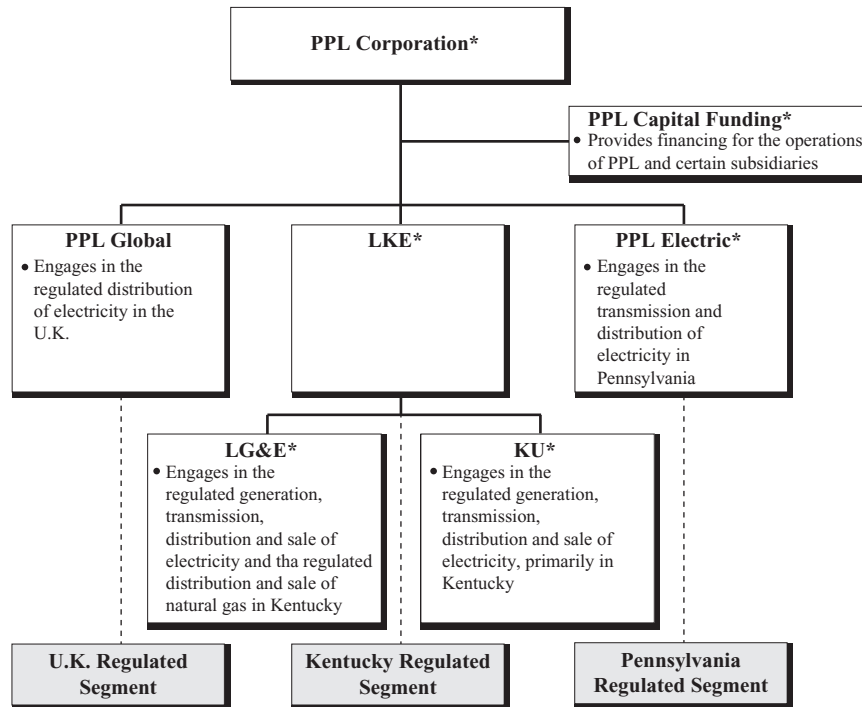 PPL Corporation*
PPL Capital Funding*
• Provides financing for the operations
of PPL and certain subsidiaries
PPL Global
• Engages in the
regulated distribution
of electricity in the
U.K.
LKE*
PPL Electric*
• Engages in the
regulated
transmission and
distribution of
electricity in
Pennsylvania
LG&E*
• Engages in the
regulated generation,
transmission,
distribution and sale of
electricity and tha regulated
distribution and sale of
natural gas in Kentucky
KU*
• Engages in the
regulated generation,
transmission,
distribution and sale of
electricity, primarily in
Kentucky
U.K. Regulated
Segment
Kentucky Regulated
Segment
Pennsylvania
Regulated Segment